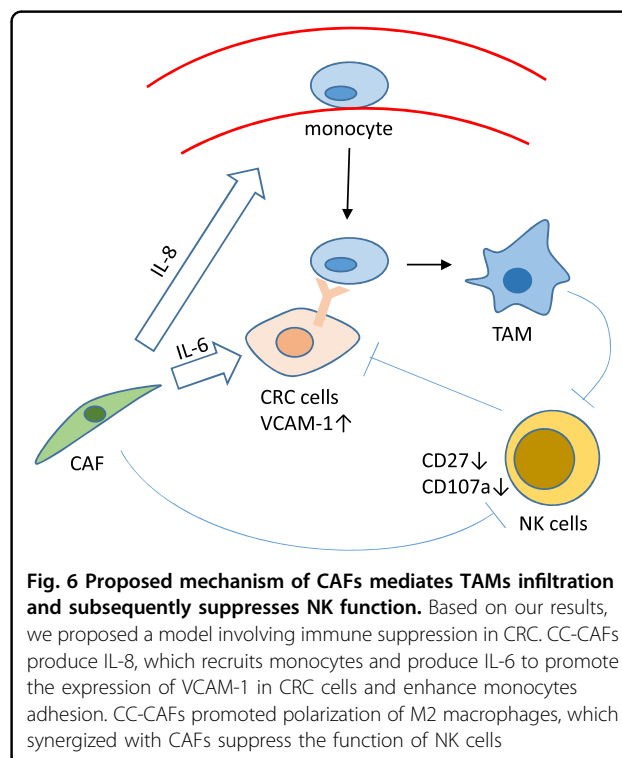 monocyte
IL-8
IL-6
TAM
CRC cells
VCAM-1↑
CAF
CD27↓
CD107a↓
NK cells
Fig. 6 Proposed mechanism of CAFs mediates TAMs infiltration
and subsequently suppresses NK function. Based on our results,
we proposed a model involving immune suppression in CRC. CC-CAFs
produce IL-8, which recruits monocytes and produce IL-6 to promote
the expression of VCAM-1 in CRC cells and enhance monocytes
adhesion. CC-CAFs promoted polarization of M2 macrophages, which
synergized with CAFs suppress the function of NK cells